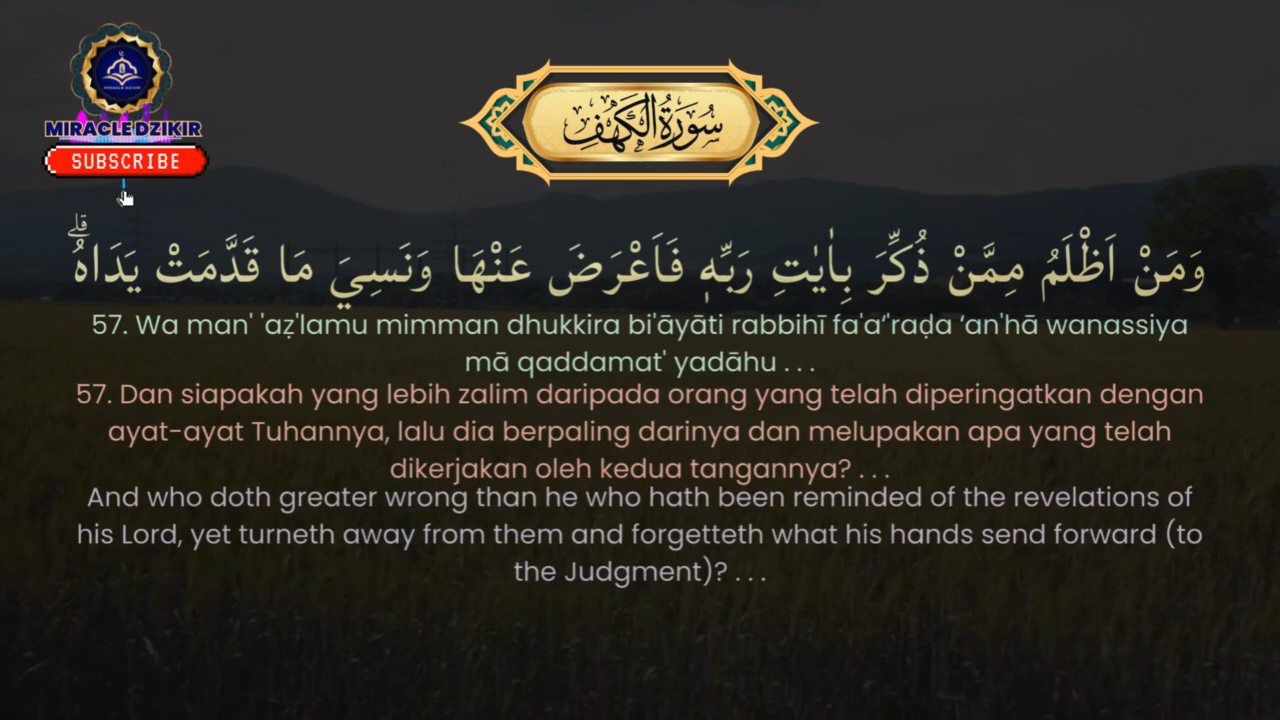 MIRACLE DZIKIR
MIRACLEDZIKIR
SUBSCRIBE
سُوْرَةُ الْكَهْفِ
وَمَنْ اَظْلَمُ مِمَّنْ ذُكِّرَ بِاٰيٰتِ رَبِّهٖ فَاَعْرَضَ عَنْهَا وَنَسِيَ مَا قَدَّمَتْ يَدَاهُۗ
57. Wa man' 'aẓ'lamu mimman dhukkira bi'āyāti rabbihī fa'a‘'raḍa ‘an'hā wanassiya
mā qaddamat' yadāhu . . .
57. Dan siapakah yang lebih zalim daripada orang yang telah diperingatkan dengan
ayat-ayat Tuhannya, lalu dia berpaling darinya dan melupakan apa yang telah
dikerjakan oleh kedua tangannya? . . .
And who doth greater wrong than he who hath been reminded of the revelations of
his Lord, yet turneth away from them and forgetteth what his hands send forward (to
the Judgment)? . . .